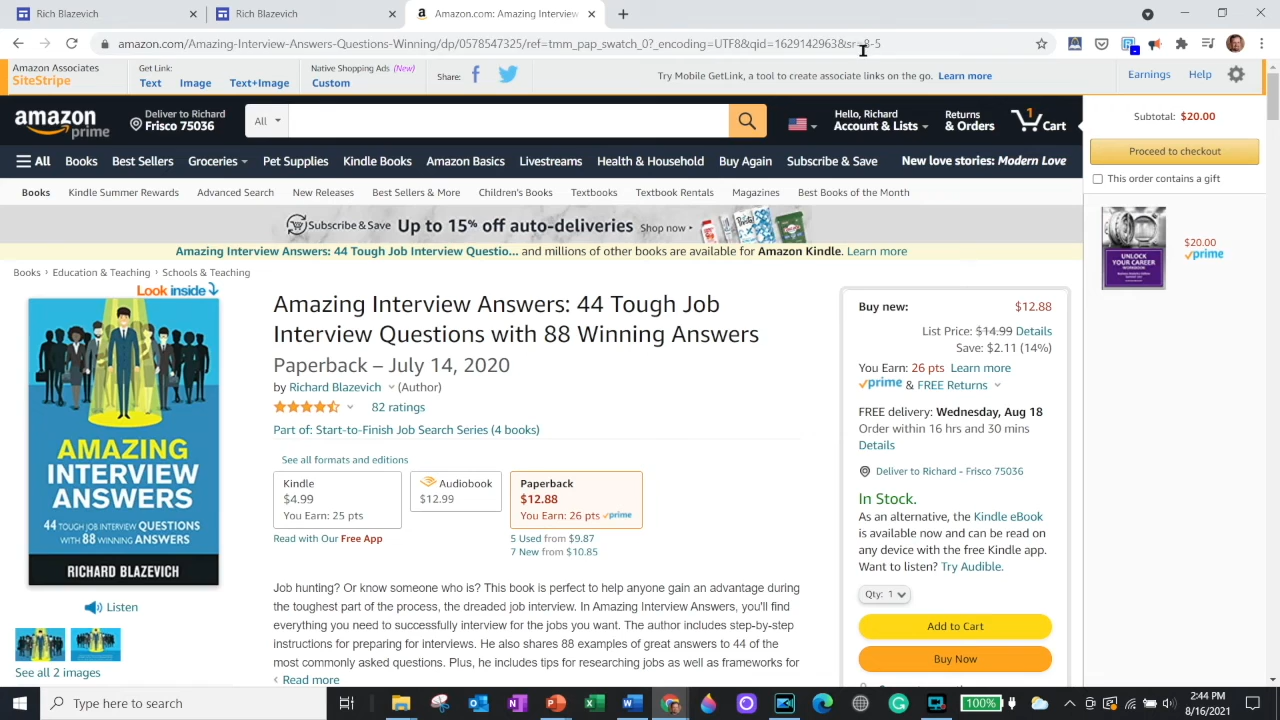 Rich Blazevich
Rich Blazevich
Amazon.com: Amazing Interview
amazon.com/Amazing-Interview-Answers-Questions-Winning/dp/0578547325/ref=tmm_pap_swatch_0?_encoding=UTF8&qid=1629142963&sr=8-5
Amazon Associates
SiteStripe
Get Link:
Text Image Text+Image
Native Shopping Ads (New)
Custom
Share:
Try Mobile GetLink, a tool to create associate links on the go. Learn more
Earnings Help
amazon prime
Deliver to Richard
Frisco 75036
All
Hello, Richard
Account & Lists
Returns
& Orders
1
Cart
Subtotal: $20.00
Proceed to checkout
This order contains a gift
All Books Best Sellers Groceries Pet Supplies Kindle Books Amazon Basics Livestreams Health & Household Buy Again Subscribe & Save New love stories: Modern Love
Books Kindle Summer Rewards Advanced Search New Releases Best Sellers & More Children's Books Textbooks Textbook Rentals Magazines Best Books of the Month
Subscribe & Save Up to 15% off auto-deliveries Shop now
Amazing Interview Answers: 44 Tough Job Interview Questio... and millions of other books are available for Amazon Kindle. Learn more
UNLOCK
YOUR CAREER
WORKBOOK
$20.00
prime
Books › Education & Teaching › Schools & Teaching
Look inside
AMAZING
INTERVIEW
ANSWERS
44 TOUGH JOB INTERVIEW QUESTIONS
WITH 88 WINNING ANSWERS
RICHARD BLAZEVICH
Listen
See all 2 images
Amazing Interview Answers: 44 Tough Job
Interview Questions with 88 Winning Answers
Paperback – July 14, 2020
by Richard Blazevich (Author)
82 ratings
Part of: Start-to-Finish Job Search Series (4 books)
See all formats and editions
Kindle
$4.99
You Earn: 25 pts
Read with Our Free App
Audiobook
$12.99
Paperback
$12.88
You Earn: 26 pts prime
5 Used from $9.87
7 New from $10.85
Job hunting? Or know someone who is? This book is perfect to help anyone gain an advantage during
the toughest part of the process, the dreaded job interview. In Amazing Interview Answers, you'll find
everything you need to successfully interview for the jobs you want. The author includes step-by-step
instructions for preparing for interviews. He also shares 88 examples of great answers to 44 of the
most commonly asked questions. Plus, he includes tips for researching jobs as well as frameworks for
Read more
Buy new: $12.88
List Price: $14.99 Details
Save: $2.11 (14%)
You Earn: 26 pts Learn more
prime & FREE Returns
FREE delivery: Wednesday, Aug 18
Order within 16 hrs and 30 mins
Details
Deliver to Richard - Frisco 75036
In Stock.
As an alternative, the Kindle eBook
is available now and can be read on
any device with the free Kindle app.
Want to listen? Try Audible.
Qty: 1
Add to Cart
Buy Now
Type here to search
100%
2:44 PM
8/16/2021